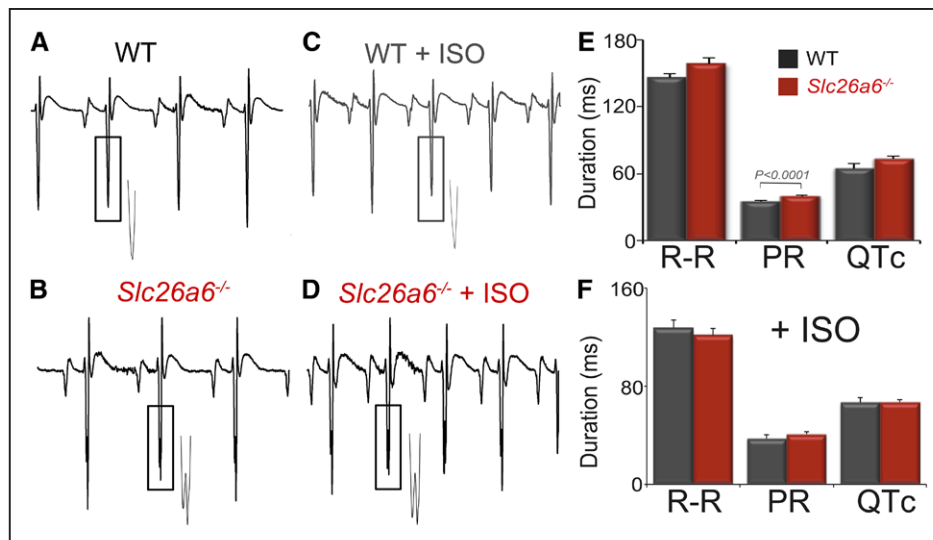 A
WT
B
Slc26a6-/-
C
WT + ISO
D
Slc26a6-/- + ISO
E
180
120
60
0
Duration (ms)
WT
Slc26a6-/-
P<0.0001
R-R PR QTc
F
160
80
0
Duration (ms)
+ ISO
R-R PR QTc